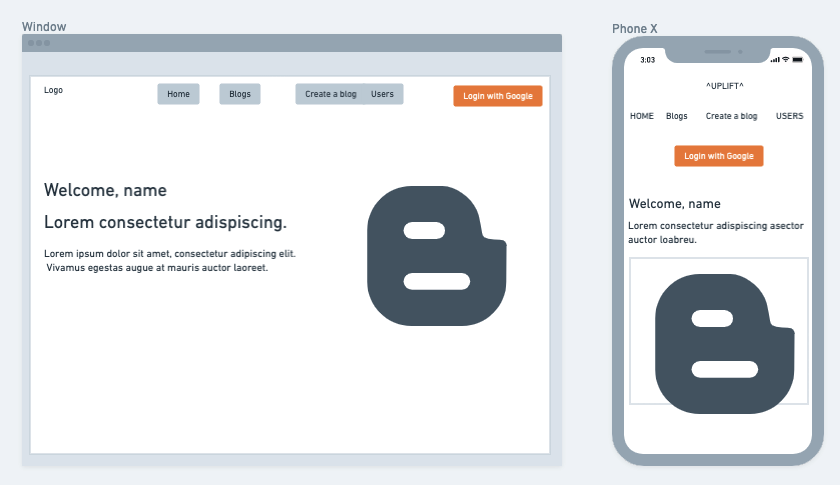 Window
Logo
Home
Blogs
Create a blog
Users
Login with Google
Welcome, name
Lorem consectetur adipiscing.
Lorem ipsum dolor sit amet, consectetur adipiscing elit.
Vivamus egestas augue at mauris auctor laoreet.
Phone X
3:03
^UPLIFT^
HOME
Blogs
Create a blog
USERS
Login with Google
Welcome, name
Lorem consectetur adipiscing asector
auctor loabreu.